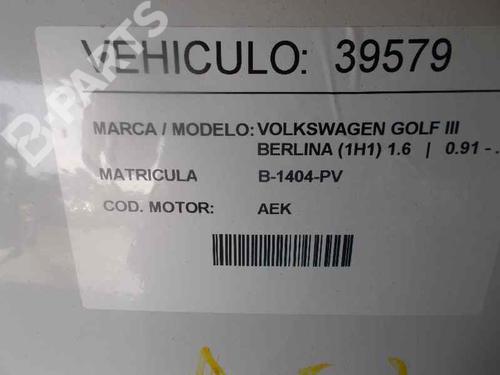 VEHICULO: 39579
MARCA / MODELO: VOLKSWAGEN GOLF III
BERLINA (1H1) 1.6 | 0.91 - .
MATRICULA B-1404-PV
COD. MOTOR: AEK
B-PARTS